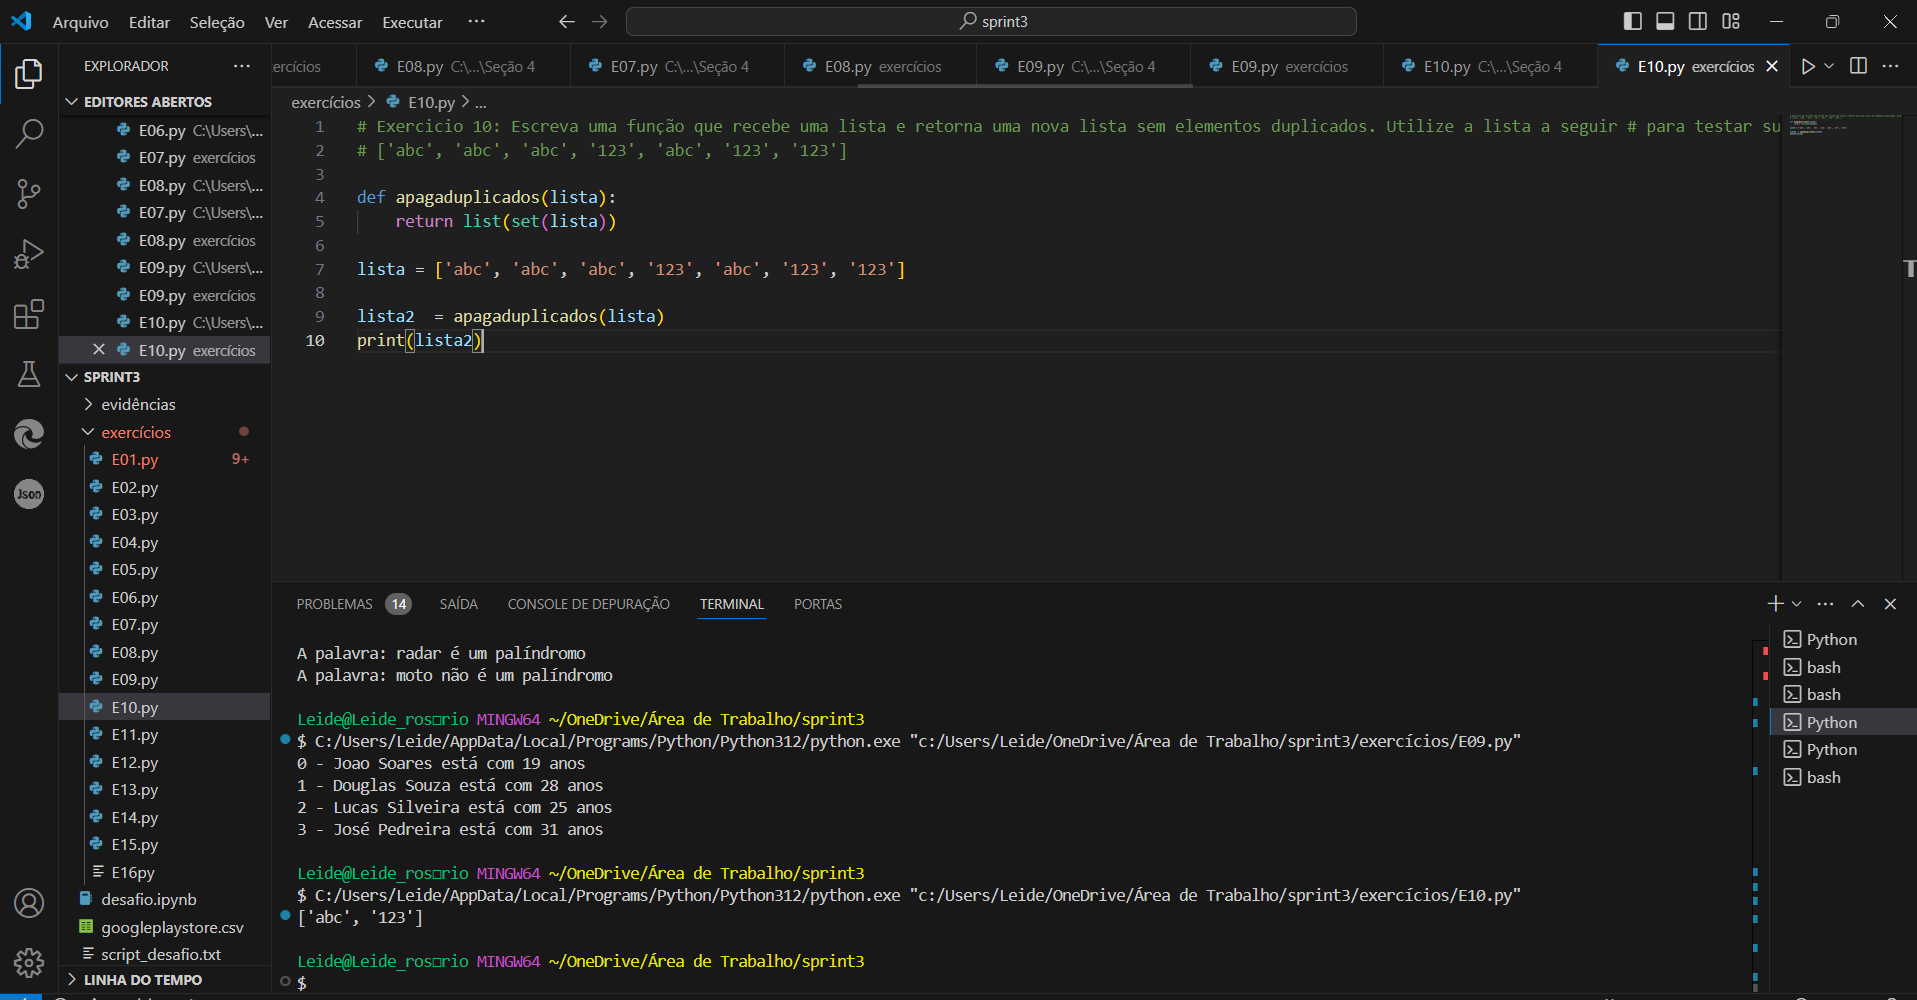 Arquivo Editar Seleção Ver Acessar Executar ··· sprint3
EXPLORADOR ···
EDITORES ABERTOS
E06.py C:\Users\...
E07.py exercícios
E08.py C:\Users\...
E07.py C:\Users\...
E08.py exercícios
E09.py C:\Users\...
E09.py exercícios
E10.py C:\Users\...
E10.py exercícios
SPRINT3
evidências
exercícios
E01.py 9+
E02.py
E03.py
E04.py
E05.py
E06.py
E07.py
E08.py
E09.py
E10.py
E11.py
E12.py
E13.py
E14.py
E15.py
E16py
desafio.ipynb
googleplaystore.csv
script_desafio.txt
LINHA DO TEMPO
Json
ercícios E08.py C:\...\Seção 4 E07.py C:\...\Seção 4 E08.py exercícios E09.py C:\...\Seção 4 E09.py exercícios E10.py C:\...\Seção 4 E10.py exercícios
exercícios > E10.py > ...
1 # Exercicio 10: Escreva uma função que recebe uma lista e retorna uma nova lista sem elementos duplicados. Utilize a lista a seguir # para testar su
2 # ['abc', 'abc', 'abc', '123', 'abc', '123', '123']
3
4 def apagaduplicados(lista):
5 return list(set(lista))
6
7 lista = ['abc', 'abc', 'abc', '123', 'abc', '123', '123']
8
9 lista2  = apagaduplicados(lista)
10 print(lista2)
PROBLEMAS 14 SAÍDA CONSOLE DE DEPURAÇÃO TERMINAL PORTAS
A palavra: radar é um palíndromo
A palavra: moto não é um palíndromo
Leide@Leide_ros□rio MINGW64 ~/OneDrive/Área de Trabalho/sprint3
$ C:/Users/Leide/AppData/Local/Programs/Python/Python312/python.exe "c:/Users/Leide/OneDrive/Área de Trabalho/sprint3/exercícios/E09.py"
0 - Joao Soares está com 19 anos
1 - Douglas Souza está com 28 anos
2 - Lucas Silveira está com 25 anos
3 - José Pedreira está com 31 anos
Leide@Leide_ros□rio MINGW64 ~/OneDrive/Área de Trabalho/sprint3
$ C:/Users/Leide/AppData/Local/Programs/Python/Python312/python.exe "c:/Users/Leide/OneDrive/Área de Trabalho/sprint3/exercícios/E10.py"
['abc', '123']
Leide@Leide_ros□rio MINGW64 ~/OneDrive/Área de Trabalho/sprint3
$
Python
bash
bash
Python
Python
bash